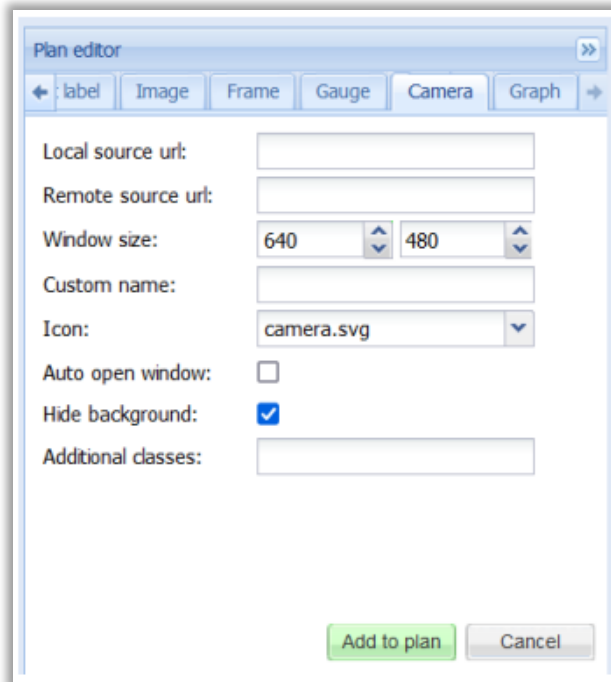 Plan editor
: label Image Frame Gauge Camera Graph
Local source url:
Remote source url:
Window size: 640 480
Custom name:
Icon: camera.svg
Auto open window:
Hide background:
Additional classes:
Add to plan Cancel